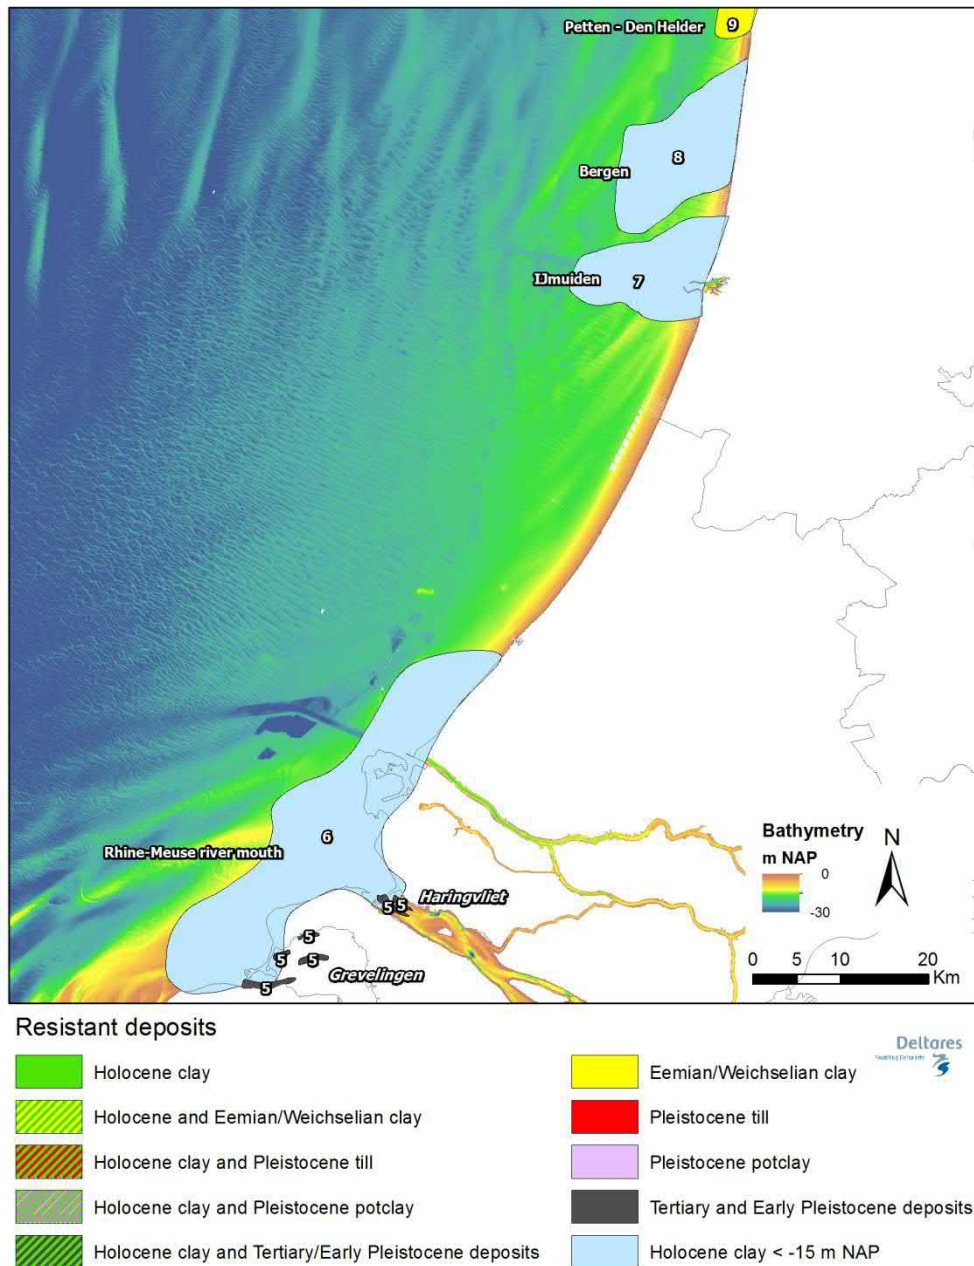 Petten - Den Helder
9
8
Bergen
IJmuiden
7
6
Rhine-Meuse river mouth
Haringvliet
5
5
5
5
5
Grevelingen
5
Bathymetry
m NAP
0
-30
N
0
5
10
20
Km
Resistant deposits
Deltares
Holocene clay
Eemian/Weichselian clay
Holocene and Eemian/Weichselian clay
Pleistocene till
Holocene clay and Pleistocene till
Pleistocene potclay
Holocene clay and Pleistocene potclay
Tertiary and Early Pleistocene deposits
Holocene clay and Tertiary/Early Pleistocene deposits
Holocene clay < -15 m NAP